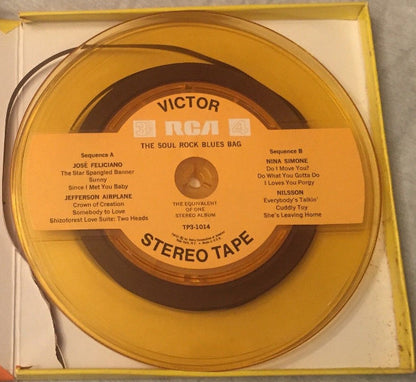 VICTOR
RCA
THE SOUL ROCK BLUES BAG
Sequence A
JOSÉ FELICIANO
The Star Spangled Banner
Sunny
Since I Met You Baby
JEFFERSON AIRPLANE
Crown of Creation
Somebody to Love
Shizoforest Love Suite: Two Heads
Sequence B
NINA SIMONE
Do I Move You?
Do What You Gotta Do
I Loves You Porgy
NILSSON
Everybody's Talkin'
Cuddly Toy
She's Leaving Home
THE EQUIVALENT
OF ONE
STEREO ALBUM
TP3-1014
STEREO TAPE